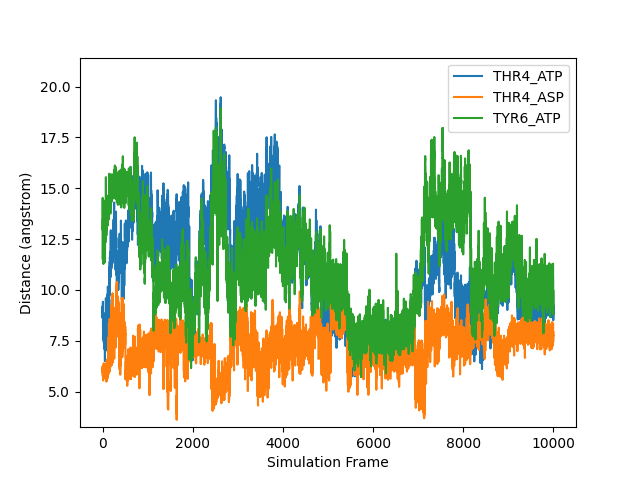 THR4_ATP
THR4_ASP
TYR6_ATP
20.0
17.5
15.0
12.5
10.0
7.5
5.0
Distance (angstrom)
0 2000 4000 6000 8000 10000
Simulation Frame